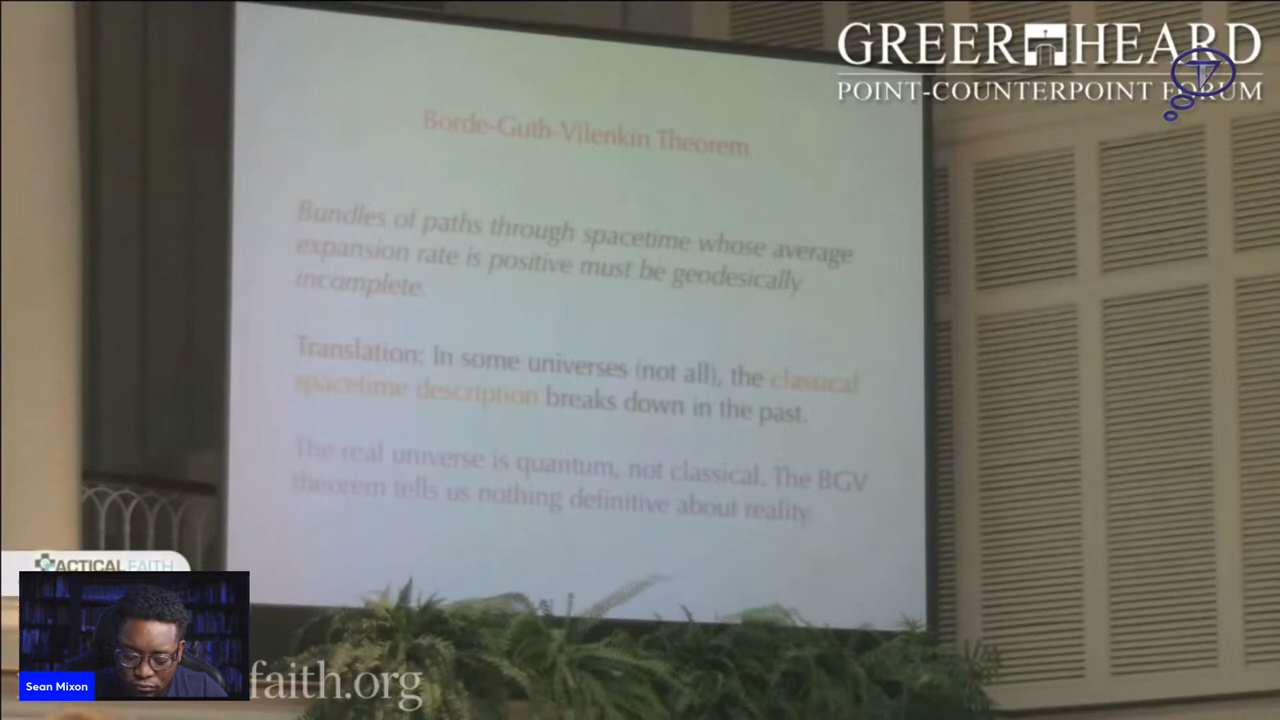 GREER HEARD
POINT-COUNTERPOINT FORUM
Borde-Guth-Vilenkin Theorem
Bundles of paths through spacetime whose average
expansion rate is positive must be geodesically
incomplete.
Translation: In some universes (not all), the classical
spacetime description breaks down in the past.
The real universe is quantum, not classical. The BGV
theorem tells us nothing definitive about reality.
TACTICALFAITH
Sean Mixon
faith.org